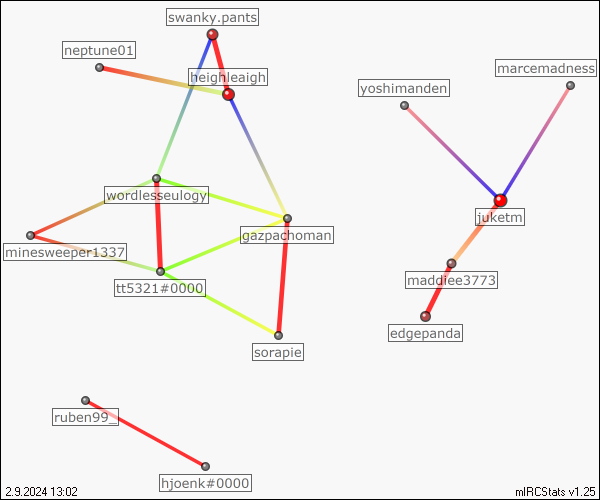 swanky.pants
neptune01
heighleaigh
marcemadness
yoshimanden
wordlesseulogy
juketm
gazpachoman
minesweeper1337
maddiee3773
tt5321#0000
edgepanda
sorapie
ruben99_
hjoenk#0000
2.9.2024 13:02
mIRCStats v1.25